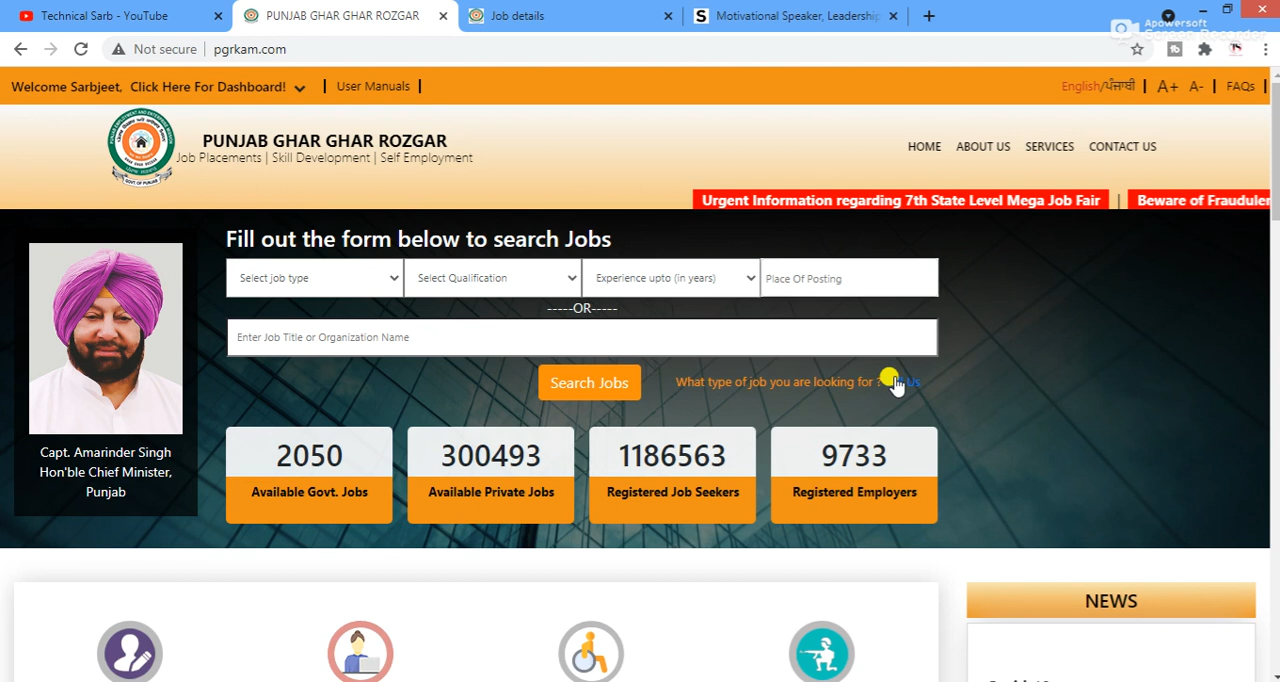 Technical Sarb - YouTube
PUNJAB GHAR GHAR ROZGAR
Job details
Motivational Speaker, Leadership
Apowersoft
Screen Recorder
Not secure
pgrkam.com
Welcome Sarbjeet, Click Here For Dashboard!
User Manuals
English/ਪੰਜਾਬੀ
A+
A-
FAQs
PUNJAB GHAR GHAR ROZGAR
Job Placements | Skill Development | Self Employment
HOME
ABOUT US
SERVICES
CONTACT US
Urgent Information regarding 7th State Level Mega Job Fair | Beware of
Fill out the form below to search Jobs
Select job type
Select Qualification
Experience upto (in years)
Place Of Posting
-----OR-----
Enter Job Title or Organization Name
Search Jobs
What type of job you are looking for ? Us
Capt. Amarinder Singh
Hon'ble Chief Minister,
Punjab
2050
Available Govt. Jobs
300493
Available Private Jobs
1186563
Registered Job Seekers
9733
Registered Employers
NEWS